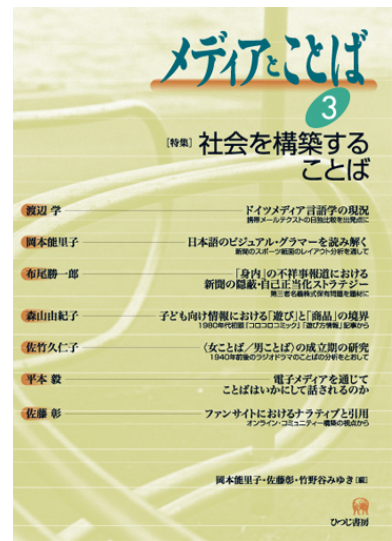 メディアとことば
3
[特集] 社会を構築する
ことば
渡辺 学
ドイツメディア言語学の現況
携帯メールテクストの日独比較を出発点に
岡本能里子
日本語のビジュアル・グラマーを読み解く
新聞のスポーツ紙面のレイアウト分析を通して
布尾勝一郎
「身内」の不祥事報道における
新聞の隠蔽・自己正当化ストラテジー
第三者名義株式保有問題を題材に
森山由紀子
子ども向け情報における「遊び」と「商品」の境界
1980年代初頭「コロコロコミック」「遊び方情報」記事から
佐竹久仁子
〈女ことば/男ことば〉の成立期の研究
1940年前後のラジオドラマのことばの分析をとおして
平本 毅
電子メディアを通じて
ことばはいかにして話されるのか
佐藤 彰
ファンサイトにおけるナラティブと引用
オンライン・コミュニティー構築の視点から
岡本能里子・佐藤彰・竹野谷みゆき[編]
ひつじ書房